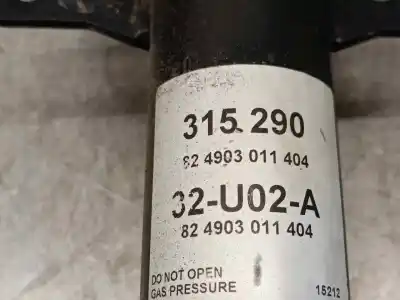 315 290
82 4903 011 404
32-U02-A
82 4903 011 404
DO NOT OPEN
GAS PRESSURE 15212